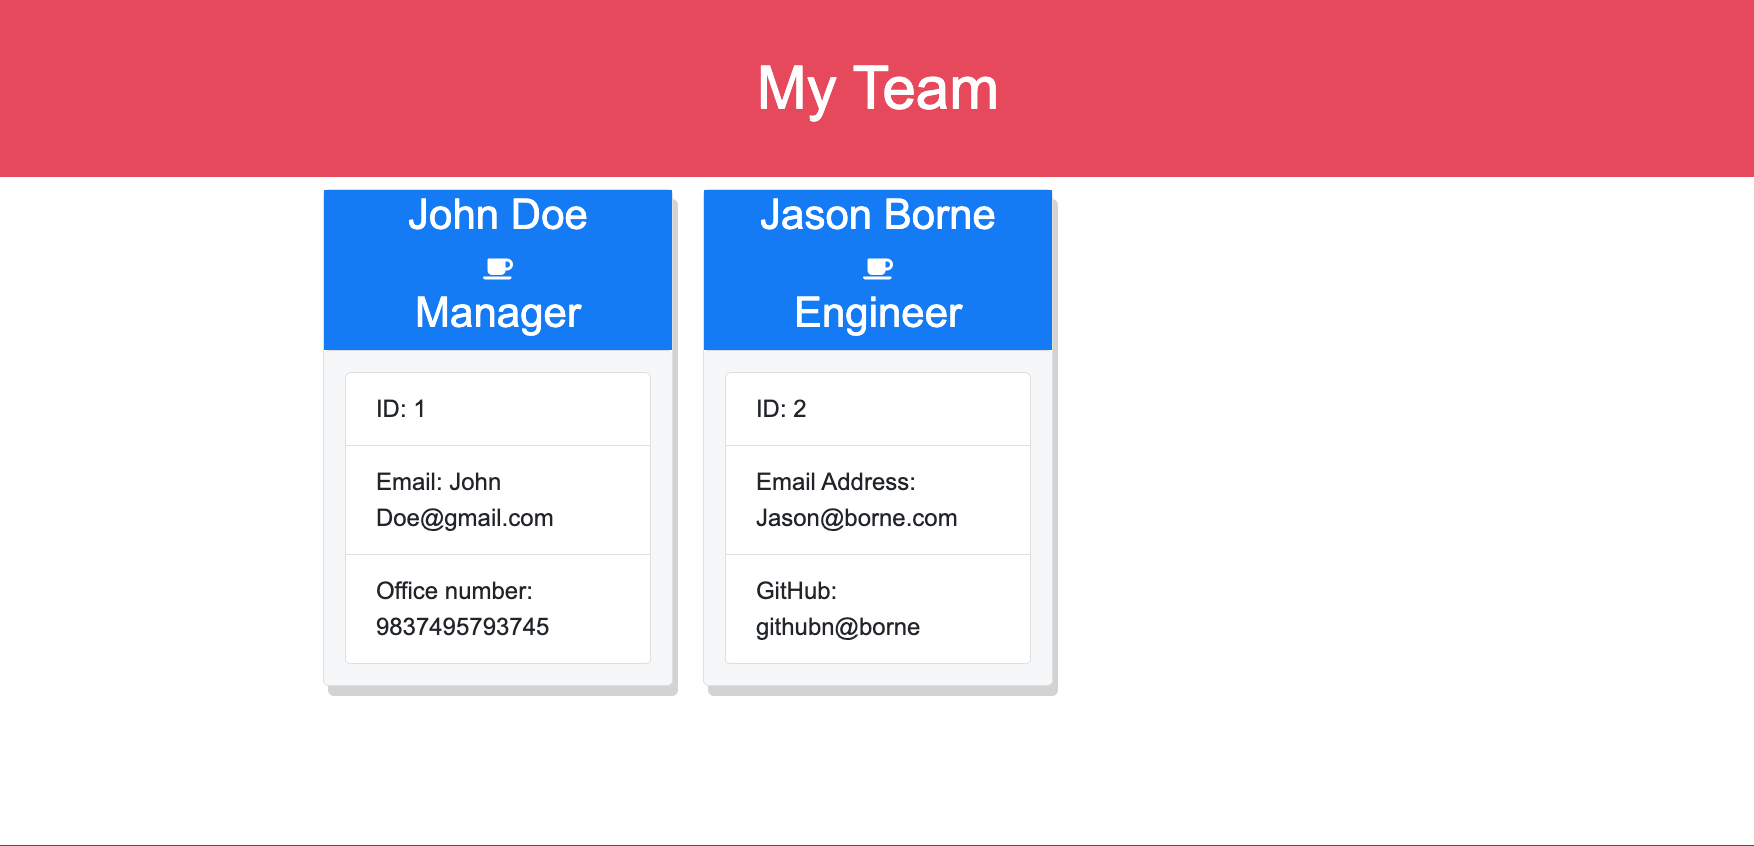 My Team
John Doe
Manager
ID: 1
Email: John
Doe@gmail.com
Office number:
9837495793745
Jason Borne
Engineer
ID: 2
Email Address:
Jason@borne.com
GitHub:
githubn@borne